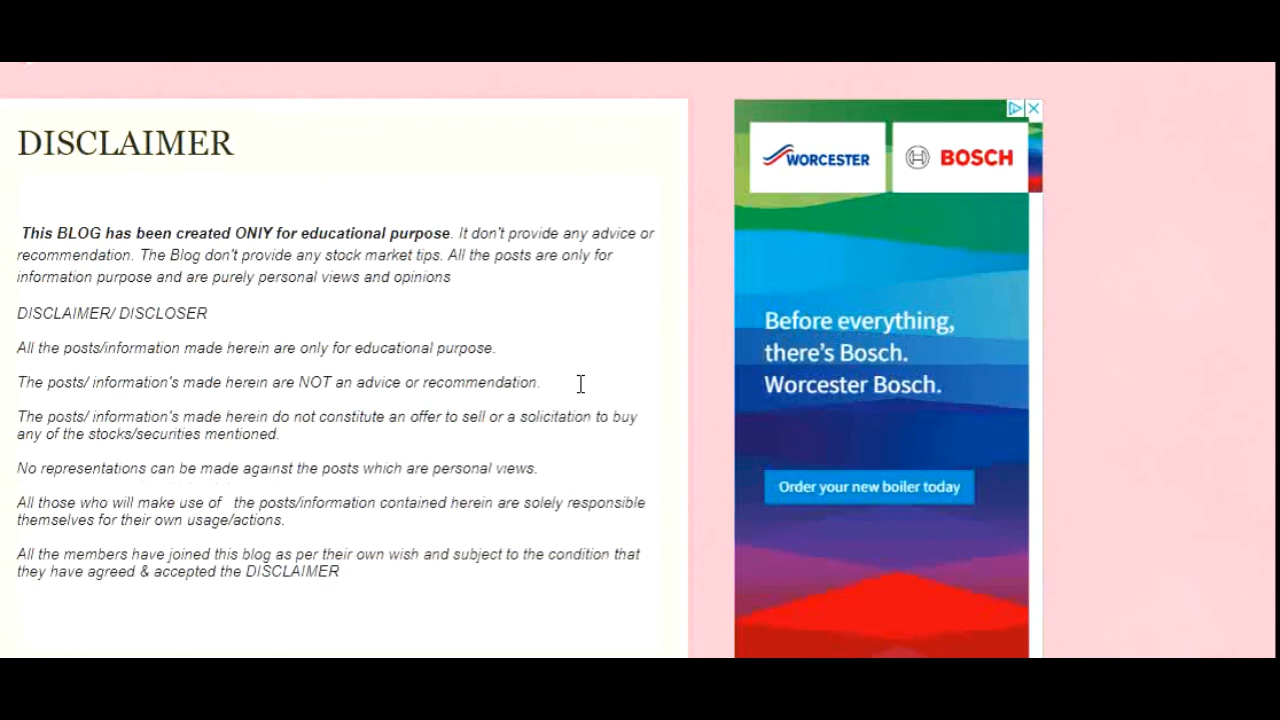 DISCLAIMER
This BLOG has been created ONlY for educational purpose. It don't provide any advice or
recommendation. The Blog don't provide any stock market tips. All the posts are only for
information purpose and are purely personal views and opinions
DISCLAIMER/ DISCLOSER
All the posts/information made herein are only for educational purpose.
The posts/ information's made herein are NOT an advice or recommendation.
The posts/ information's made herein do not constitute an offer to sell or a solicitation to buy
any of the stocks/securities mentioned.
No representations can be made against the posts which are personal views.
All those who will make use of the posts/information contained herein are solely responsible
themselves for their own usage/actions.
All the members have joined this blog as per their own wish and subject to the condition that
they have agreed & accepted the DISCLAIMER
WORCESTER
BOSCH
Before everything,
there's Bosch.
Worcester Bosch.
Order your new boiler today